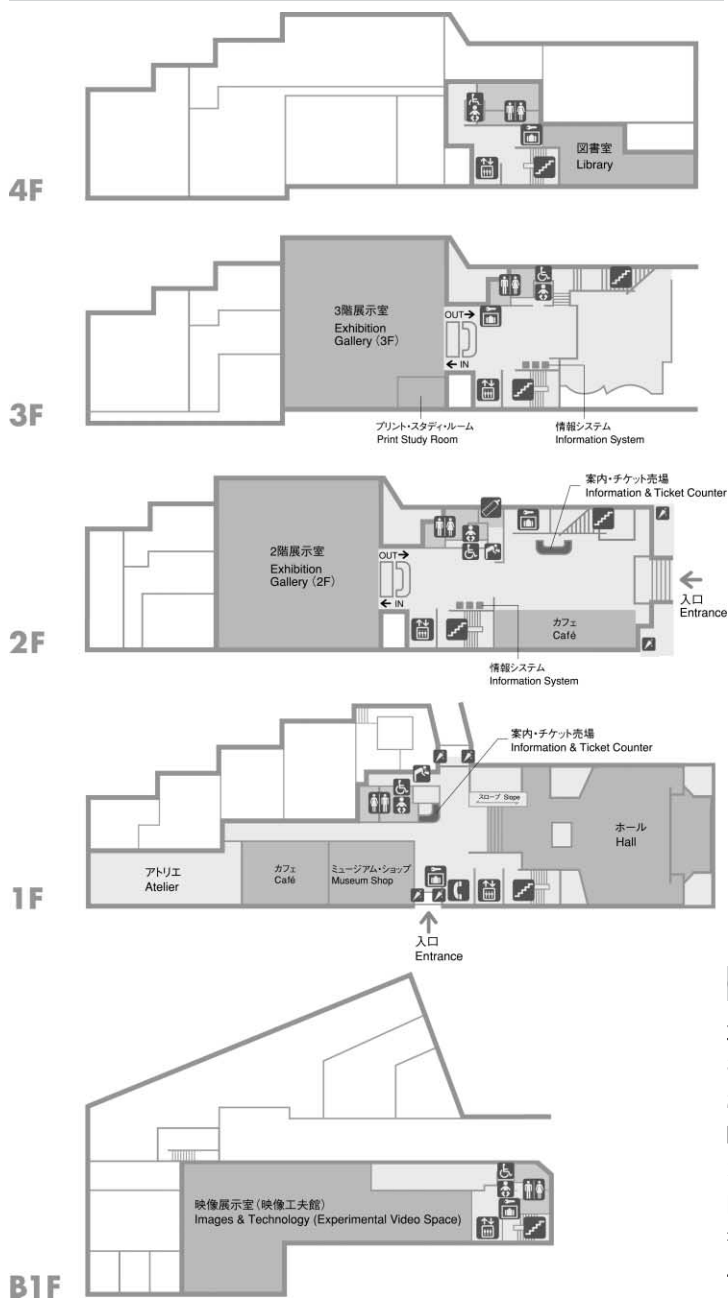 図書室
Library
4F
3階展示室
Exhibition
Gallery (3F)
OUT→
← IN
3F
プリント・スタディ・ルーム
Print Study Room
情報システム
Information System
案内・チケット売場
Information & Ticket Counter
2階展示室
Exhibition
Gallery (2F)
OUT→
← IN
入口
Entrance
カフェ
Café
2F
情報システム
Information System
案内・チケット売場
Information & Ticket Counter
スロープ Slope
ホール
Hall
アトリエ
Atelier
カフェ
Café
ミュージアム・ショップ
Museum Shop
1F
入口
Entrance
映像展示室(映像工夫館)
Images & Technology (Experimental Video Space)
B1F